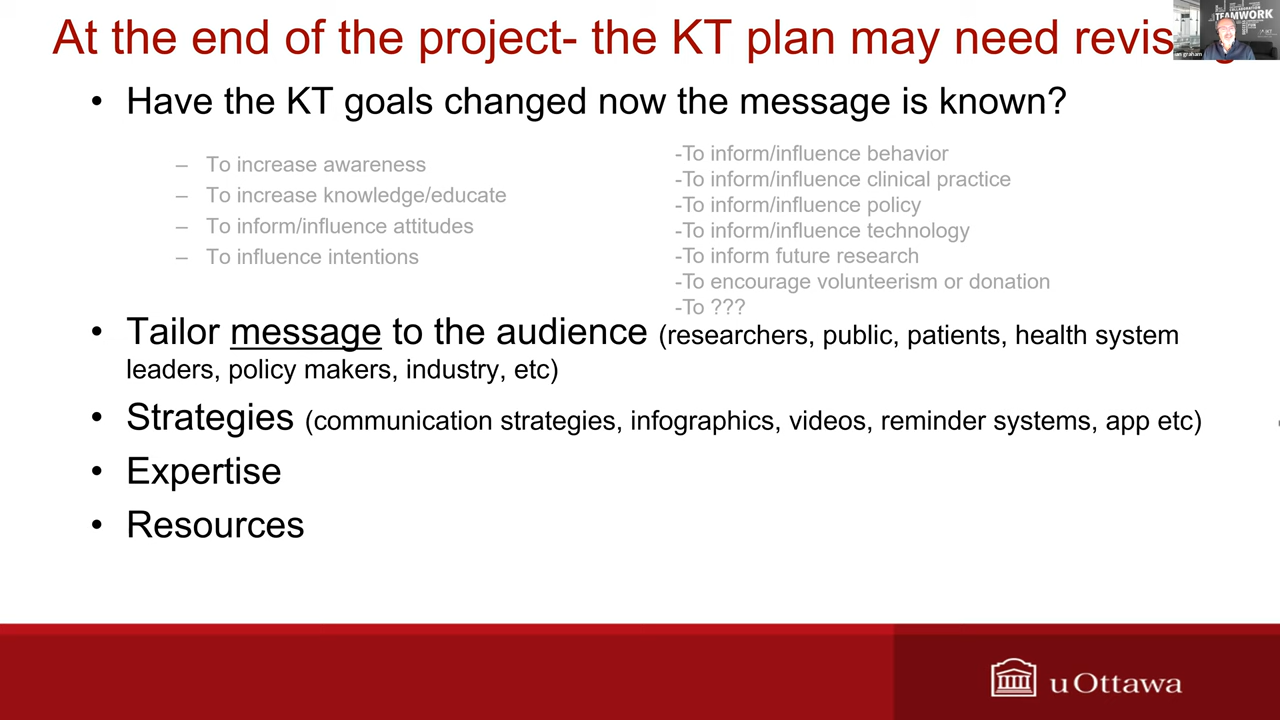 At the end of the project- the KT plan may need revis
TEAMWORK
• Have the KT goals changed now the message is known?
– To increase awareness
– To increase knowledge/educate
– To inform/influence attitudes
– To influence intentions
-To inform/influence behavior
-To inform/influence clinical practice
-To inform/influence policy
-To inform/influence technology
-To inform future research
-To encourage volunteerism or donation
-To ???
• Tailor message to the audience (researchers, public, patients, health system
leaders, policy makers, industry, etc)
• Strategies (communication strategies, infographics, videos, reminder systems, app etc)
• Expertise
• Resources
uOttawa